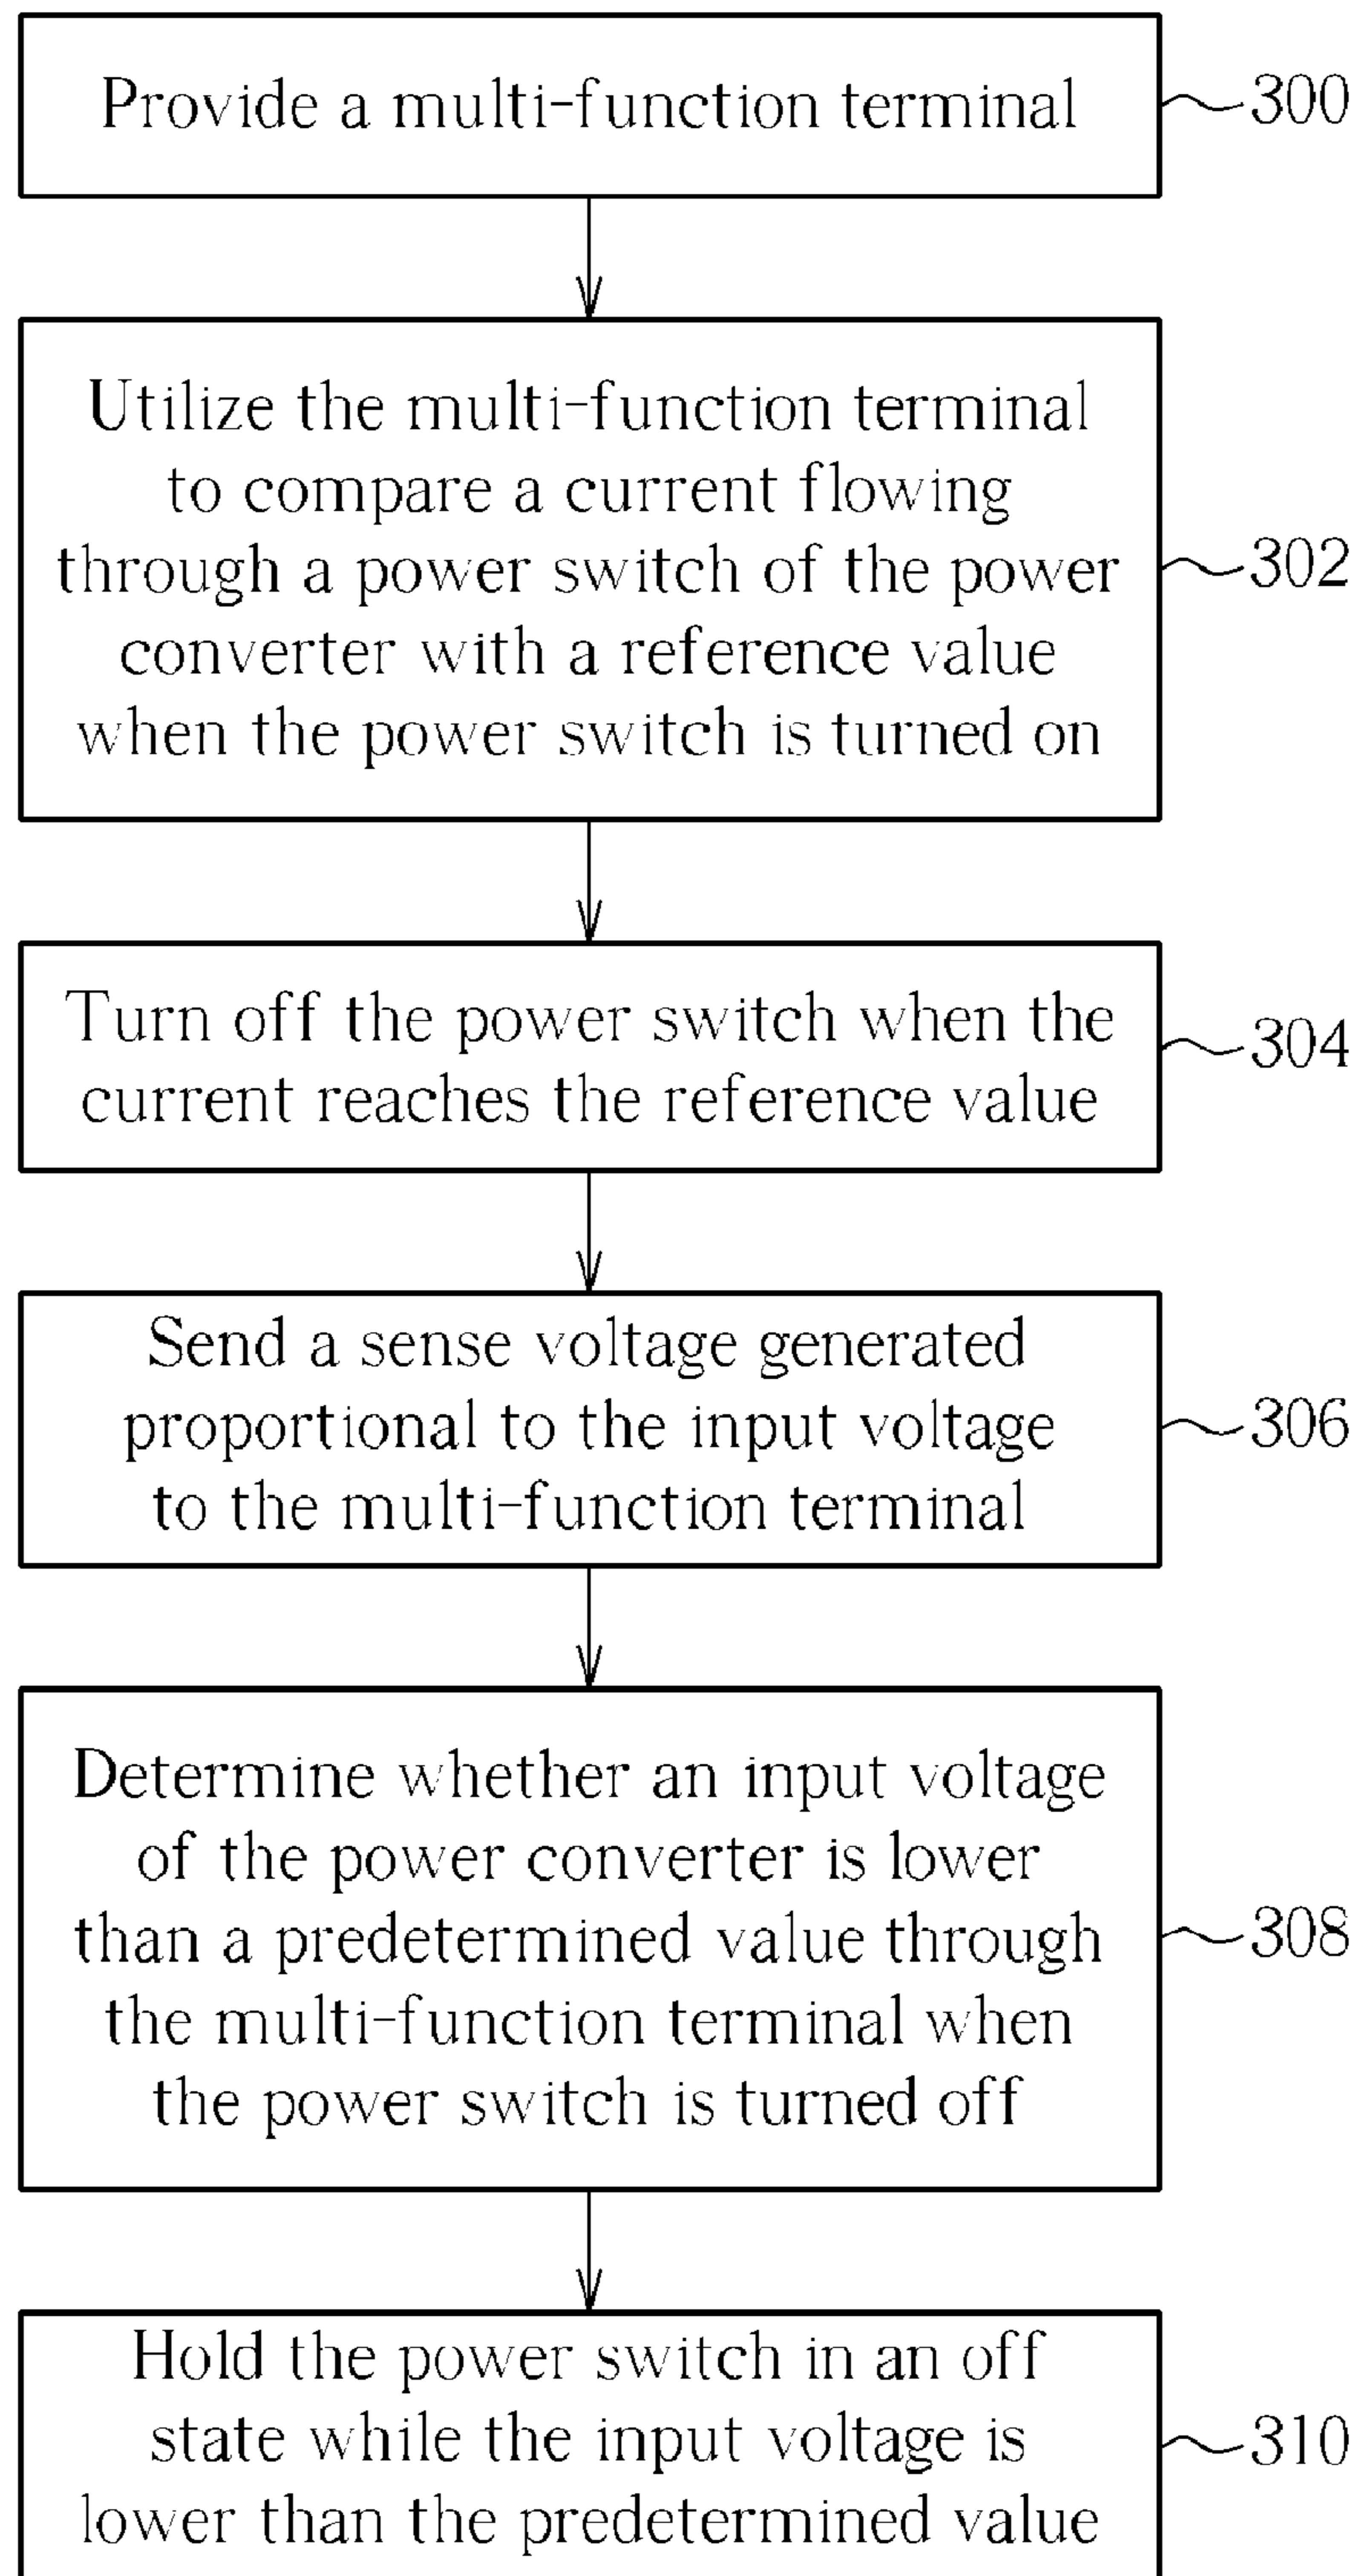 Provide a multi-function terminal
300
Utilize the multi-function terminal
to compare a current flowing
through a power switch of the power
converter with a reference value
when the power switch is turned on
302
Turn off the power switch when the
current reaches the reference value
304
Send a sense voltage generated
proportional to the input voltage
to the multi-function terminal
306
Determine whether an input voltage
of the power converter is lower
than a predetermined value through
the multi-function terminal when
the power switch is turned off
308
Hold the power switch in an off
state while the input voltage is
lower than the predetermined value
310